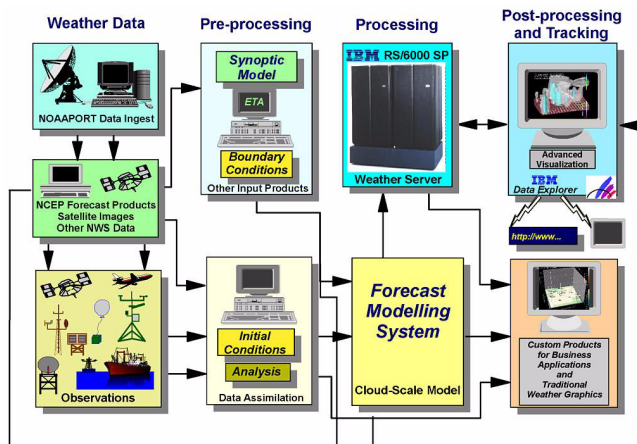 Weather Data
Pre-processing
Processing
Post-processing
and Tracking
NOAAPORT Data Ingest
NCEP Forecast Products
Satellite Images
Other NWS Data
Observations
Synoptic Model
ETA
Boundary
Conditions
Other Input Products
Initial
Conditions
Analysis
Data Assimilation
IBM RS/6000 SP
Weather Server
Forecast
Modelling
System
Cloud-Scale Model
Advanced
Visualization
IBM
Data Explorer
http://www...
Custom Products
for Business
Applications
and
Traditional
Weather Graphics